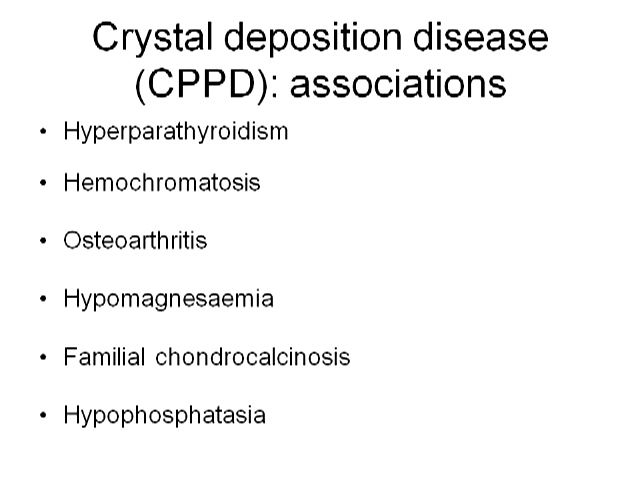 Crystal deposition disease
(CPPD): associations
• Hyperparathyroidism
• Hemochromatosis
• Osteoarthritis
• Hypomagnesaemia
• Familial chondrocalcinosis
• Hypophosphatasia